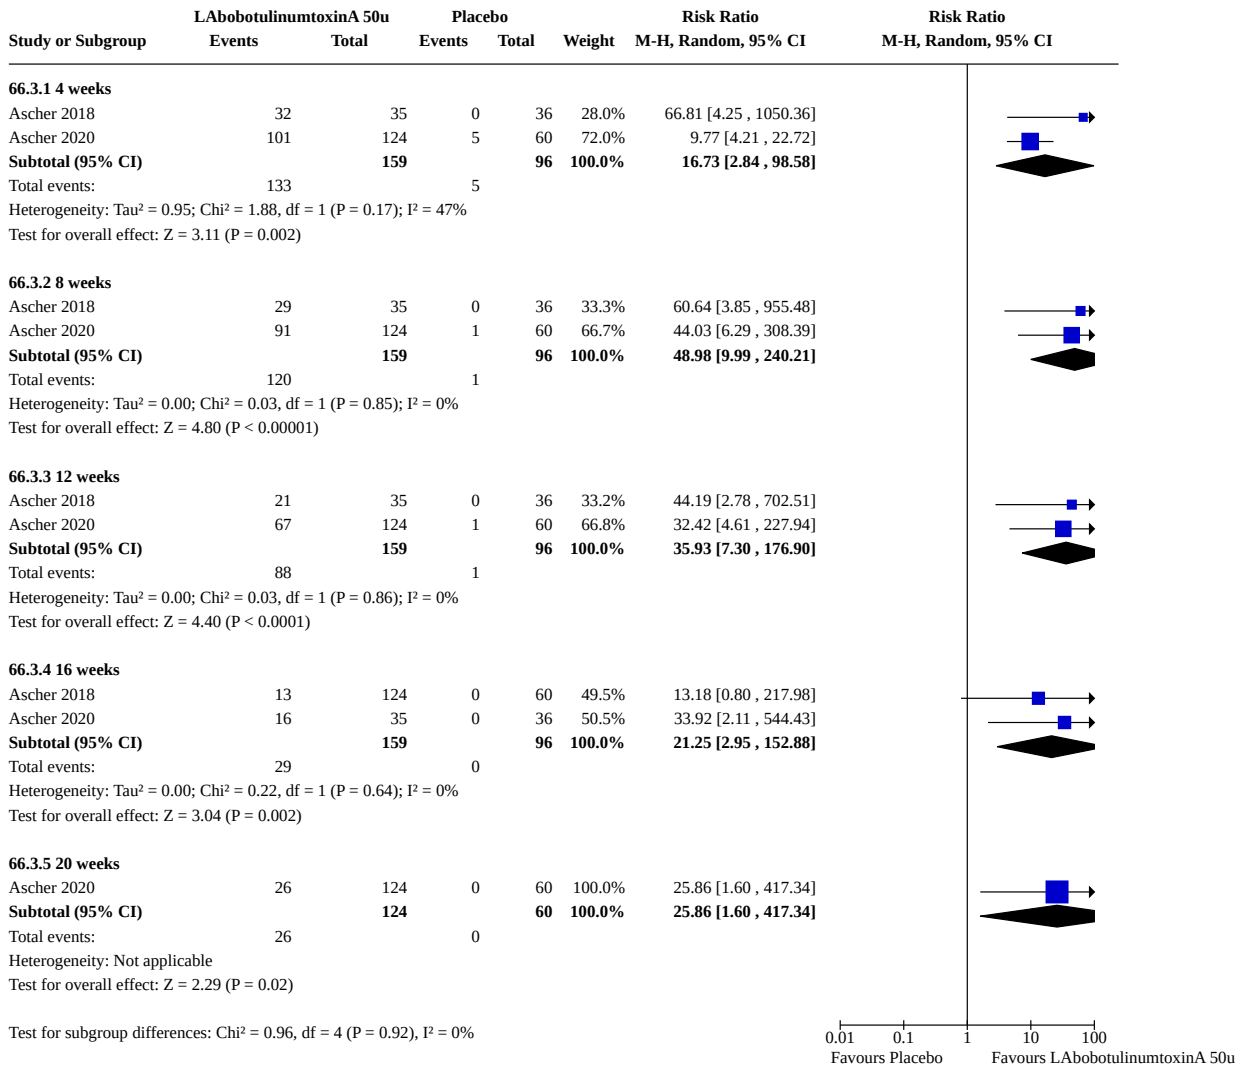 LAbobotulinumtoxinA 50u Placebo Risk Ratio Risk Ratio
Study or Subgroup Events Total Events Total Weight M-H, Random, 95% CI M-H, Random, 95% CI
66.3.1 4 weeks
Ascher 2018 32 35 0 36 28.0% 66.81 [4.25 , 1050.36]
Ascher 2020 101 124 5 60 72.0% 9.77 [4.21 , 22.72]
Subtotal (95% CI) 159 96 100.0% 16.73 [2.84 , 98.58]
Total events: 133 5
Heterogeneity: Tau² = 0.95; Chi² = 1.88, df = 1 (P = 0.17); I² = 47%
Test for overall effect: Z = 3.11 (P = 0.002)
66.3.2 8 weeks
Ascher 2018 29 35 0 36 33.3% 60.64 [3.85 , 955.48]
Ascher 2020 91 124 1 60 66.7% 44.03 [6.29 , 308.39]
Subtotal (95% CI) 159 96 100.0% 48.98 [9.99 , 240.21]
Total events: 120 1
Heterogeneity: Tau² = 0.00; Chi² = 0.03, df = 1 (P = 0.85); I² = 0%
Test for overall effect: Z = 4.80 (P < 0.00001)
66.3.3 12 weeks
Ascher 2018 21 35 0 36 33.2% 44.19 [2.78 , 702.51]
Ascher 2020 67 124 1 60 66.8% 32.42 [4.61 , 227.94]
Subtotal (95% CI) 159 96 100.0% 35.93 [7.30 , 176.90]
Total events: 88 1
Heterogeneity: Tau² = 0.00; Chi² = 0.03, df = 1 (P = 0.86); I² = 0%
Test for overall effect: Z = 4.40 (P < 0.0001)
66.3.4 16 weeks
Ascher 2018 13 124 0 60 49.5% 13.18 [0.80 , 217.98]
Ascher 2020 16 35 0 36 50.5% 33.92 [2.11 , 544.43]
Subtotal (95% CI) 159 96 100.0% 21.25 [2.95 , 152.88]
Total events: 29 0
Heterogeneity: Tau² = 0.00; Chi² = 0.22, df = 1 (P = 0.64); I² = 0%
Test for overall effect: Z = 3.04 (P = 0.002)
66.3.5 20 weeks
Ascher 2020 26 124 0 60 100.0% 25.86 [1.60 , 417.34]
Subtotal (95% CI) 124 60 100.0% 25.86 [1.60 , 417.34]
Total events: 26 0
Heterogeneity: Not applicable
Test for overall effect: Z = 2.29 (P = 0.02)
Test for subgroup differences: Chi² = 0.96, df = 4 (P = 0.92), I² = 0%
0.01 0.1 1 10 100
Favours Placebo Favours LAbobotulinumtoxinA 50u